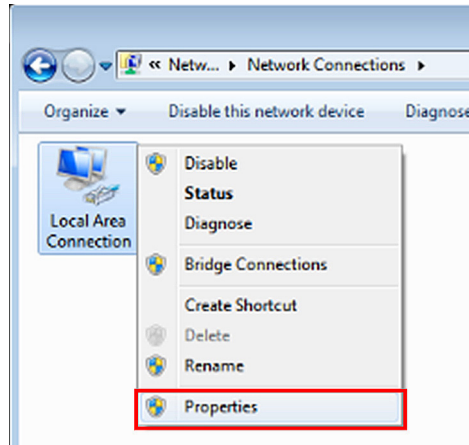 « Netw... ▸ Network Connections ▸
Organize ▾ Disable this network device Diagnose
Local Area
Connection
Disable
Status
Diagnose
Bridge Connections
Create Shortcut
Delete
Rename
Properties